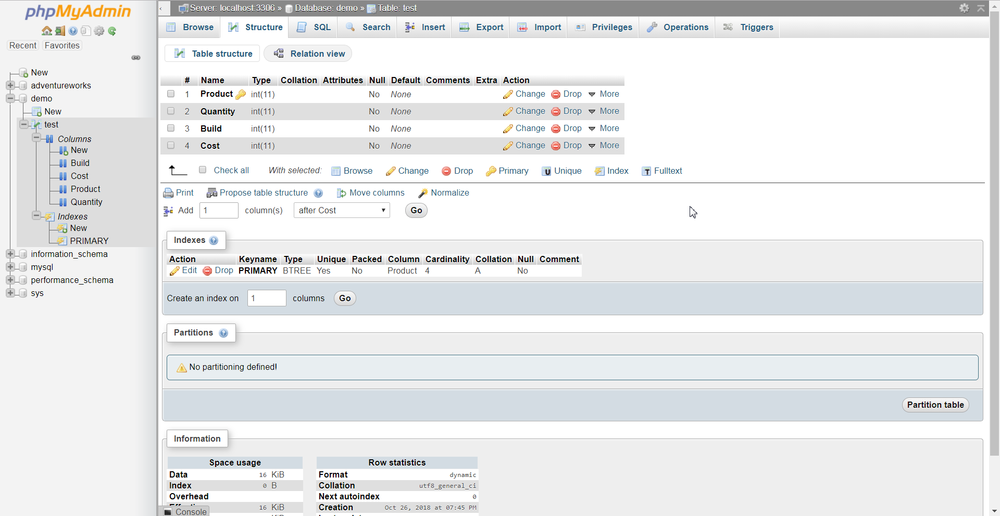 phpMyAdmin
Recent Favorites
New
adventureworks
demo
New
test
Columns
New
Build
Cost
Product
Quantity
Indexes
New
PRIMARY
information_schema
mysql
performance_schema
sys
Server: localhost:3306 » Database: demo » Table: test
Browse Structure SQL Search Insert Export Import Privileges Operations Triggers
Table structure Relation view
# Name Type Collation Attributes Null Default Comments Extra Action
1 Product int(11) No None Change Drop More
2 Quantity int(11) No None Change Drop More
3 Build int(11) No None Change Drop More
4 Cost int(11) No None Change Drop More
Check all With selected: Browse Change Drop Primary Unique Index Fulltext
Print Propose table structure Move columns Normalize
Add 1 column(s) after Cost Go
Indexes
Action Keyname Type Unique Packed Column Cardinality Collation Null Comment
Edit Drop PRIMARY BTREE Yes No Product 4 A No
Create an index on 1 columns Go
Partitions
No partitioning defined!
Partition table
Information
Space usage
Data 16 KiB
Index 0 B
Overhead
16 KiB
Row statistics
Format dynamic
Collation utf8_general_ci
Next autoindex 0
Creation Oct 26, 2018 at 07:45 PM
Console